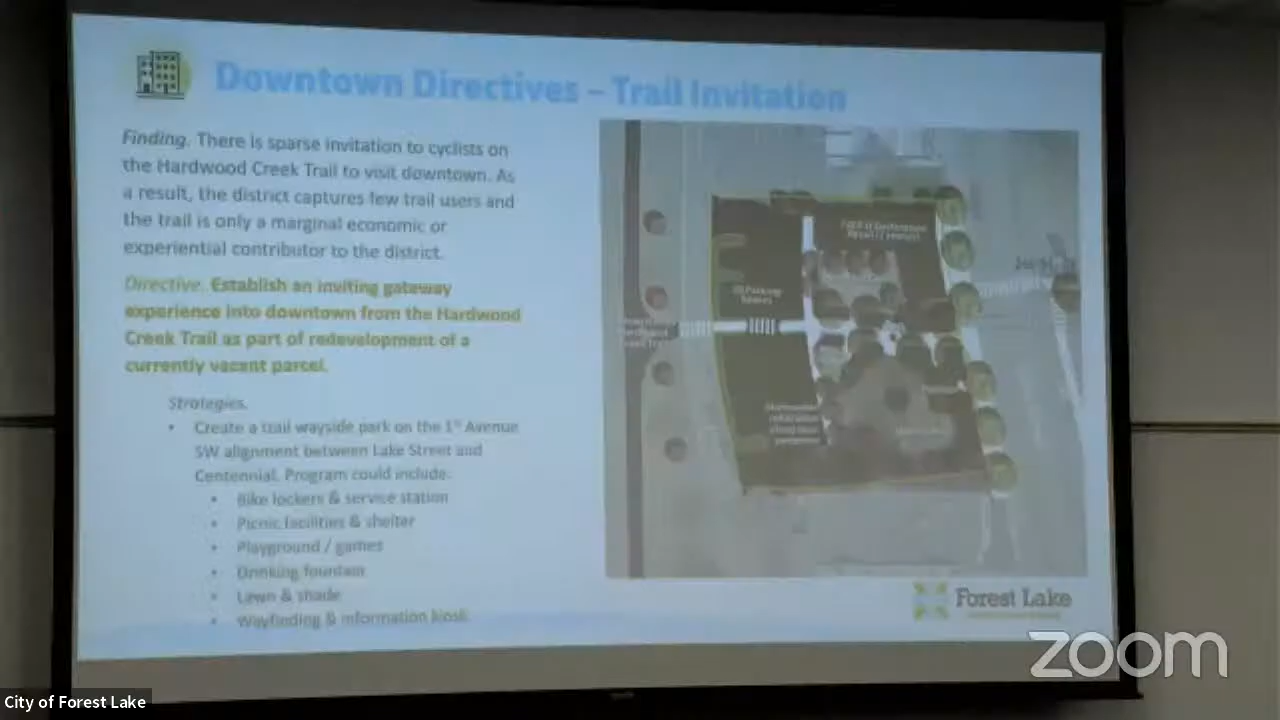 Downtown Directives – Trail Invitation
Finding. There is sparse invitation to cyclists on
the Hardwood Creek Trail to visit downtown. As
a result, the district captures few trail users and
the trail is only a marginal economic or
experiential contributor to the district.
Directive. Establish an inviting gateway
experience into downtown from the Hardwood
Creek Trail as part of redevelopment of a
currently vacant parcel.
Strategies.
• Create a trail wayside park on the 1st Avenue
SW alignment between Lake Street and
Centennial. Program could include:
• Bike lockers & service station
• Picnic facilities & shelter
• Playground / games
• Drinking fountain
• Lawn & shade
• Wayfinding & information kiosk
Parking
Forest Lake
zoom
City of Forest Lake